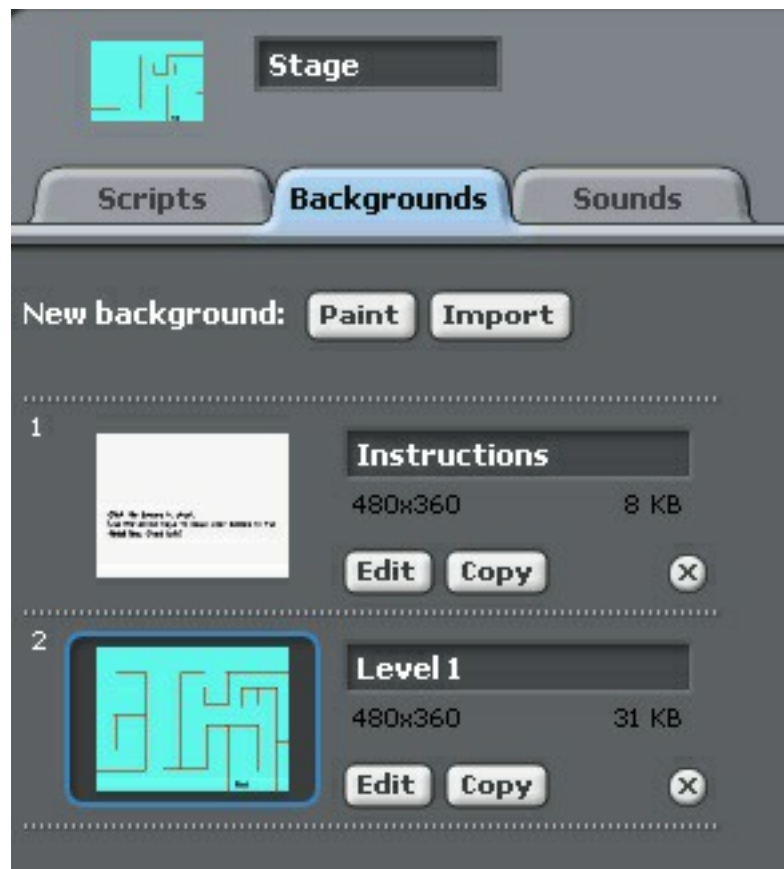 Stage
Scripts Backgrounds Sounds
New background: Paint Import
1
Instructions
480x360 8 KB
Edit Copy
2
Level 1
480x360 31 KB
Edit Copy